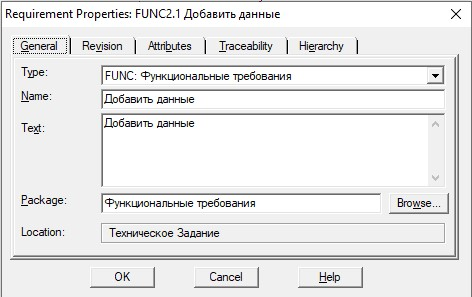 Requirement Properties: FUNC2.1 Добавить данные
General Revision Attributes Traceability Hierarchy
Type: FUNC: Функциональные требования
Name: Добавить данные
Text: Добавить данные
Package: Функциональные требования Browse...
Location: Техническое Задание
OK Cancel Help